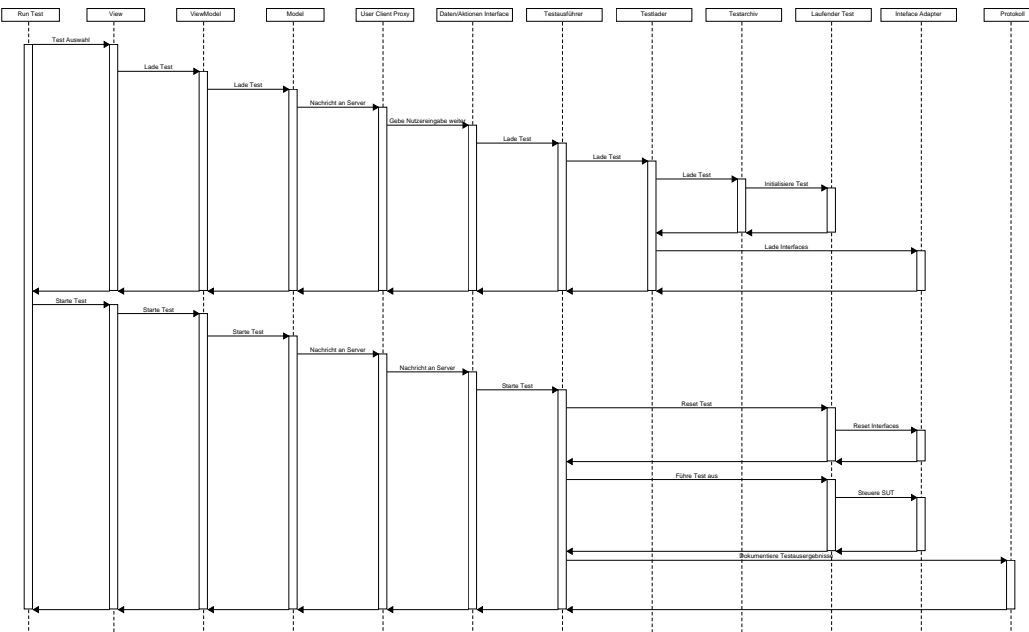 Run Test
View
ViewModel
Model
User Client Proxy
Daten/Aktionen Interface
Testausführer
Testlader
Testarchiv
Laufender Test
Inteface Adapter
Protokoll
Test Auswahl
Lade Test
Lade Test
Nachricht an Server
Gebe Nutzereingabe weiter
Lade Test
Lade Test
Lade Test
Initialisiere Test
Lade Interfaces
Starte Test
Starte Test
Starte Test
Nachricht an Server
Nachricht an Server
Starte Test
Reset Test
Reset Interfaces
Führe Test aus
Steuere SUT
Dokumentiere Testausergebnisse